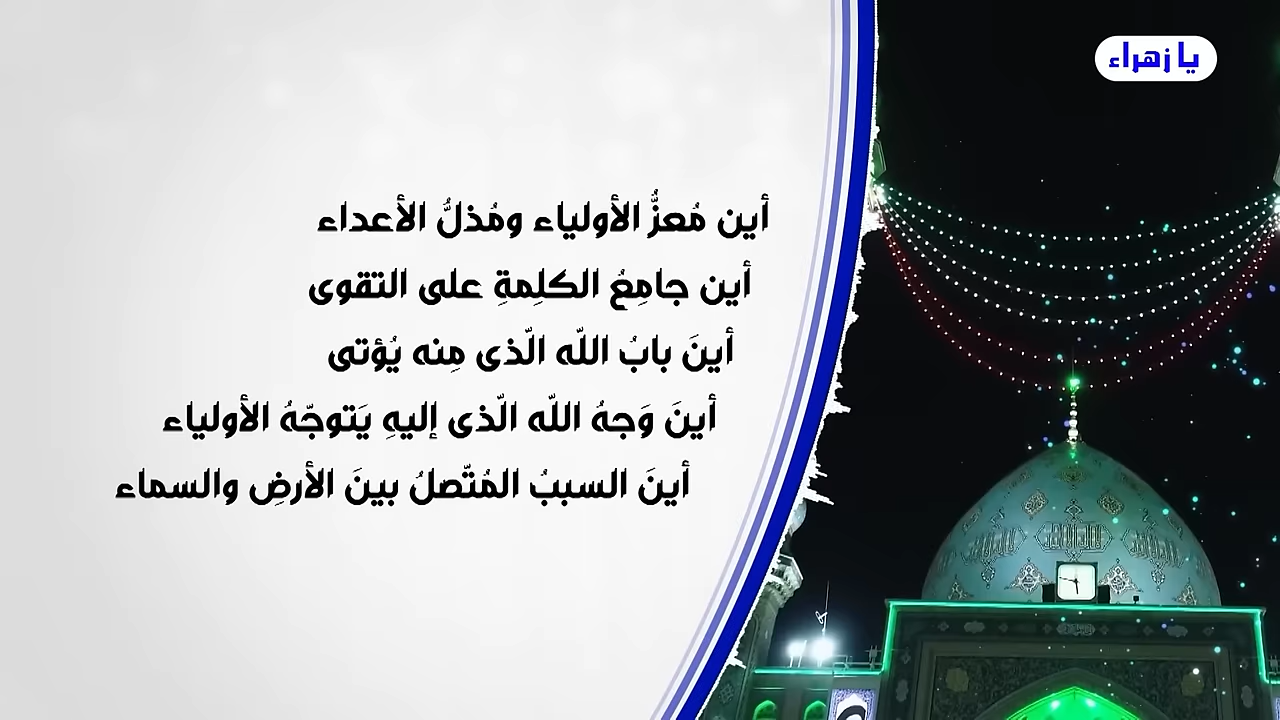 يا زهراء
أين مُعزُّ الأولياء ومُذلُّ الأعداء
أين جامِعُ الكلِمةِ على التقوى
أينَ بابُ اللّه الّذى مِنه يُؤتى
أينَ وَجهُ اللّه الّذى إليهِ يَتوجّهُ الأولياء
أينَ السببُ المُتّصلُ بينَ الأرضِ والسماء